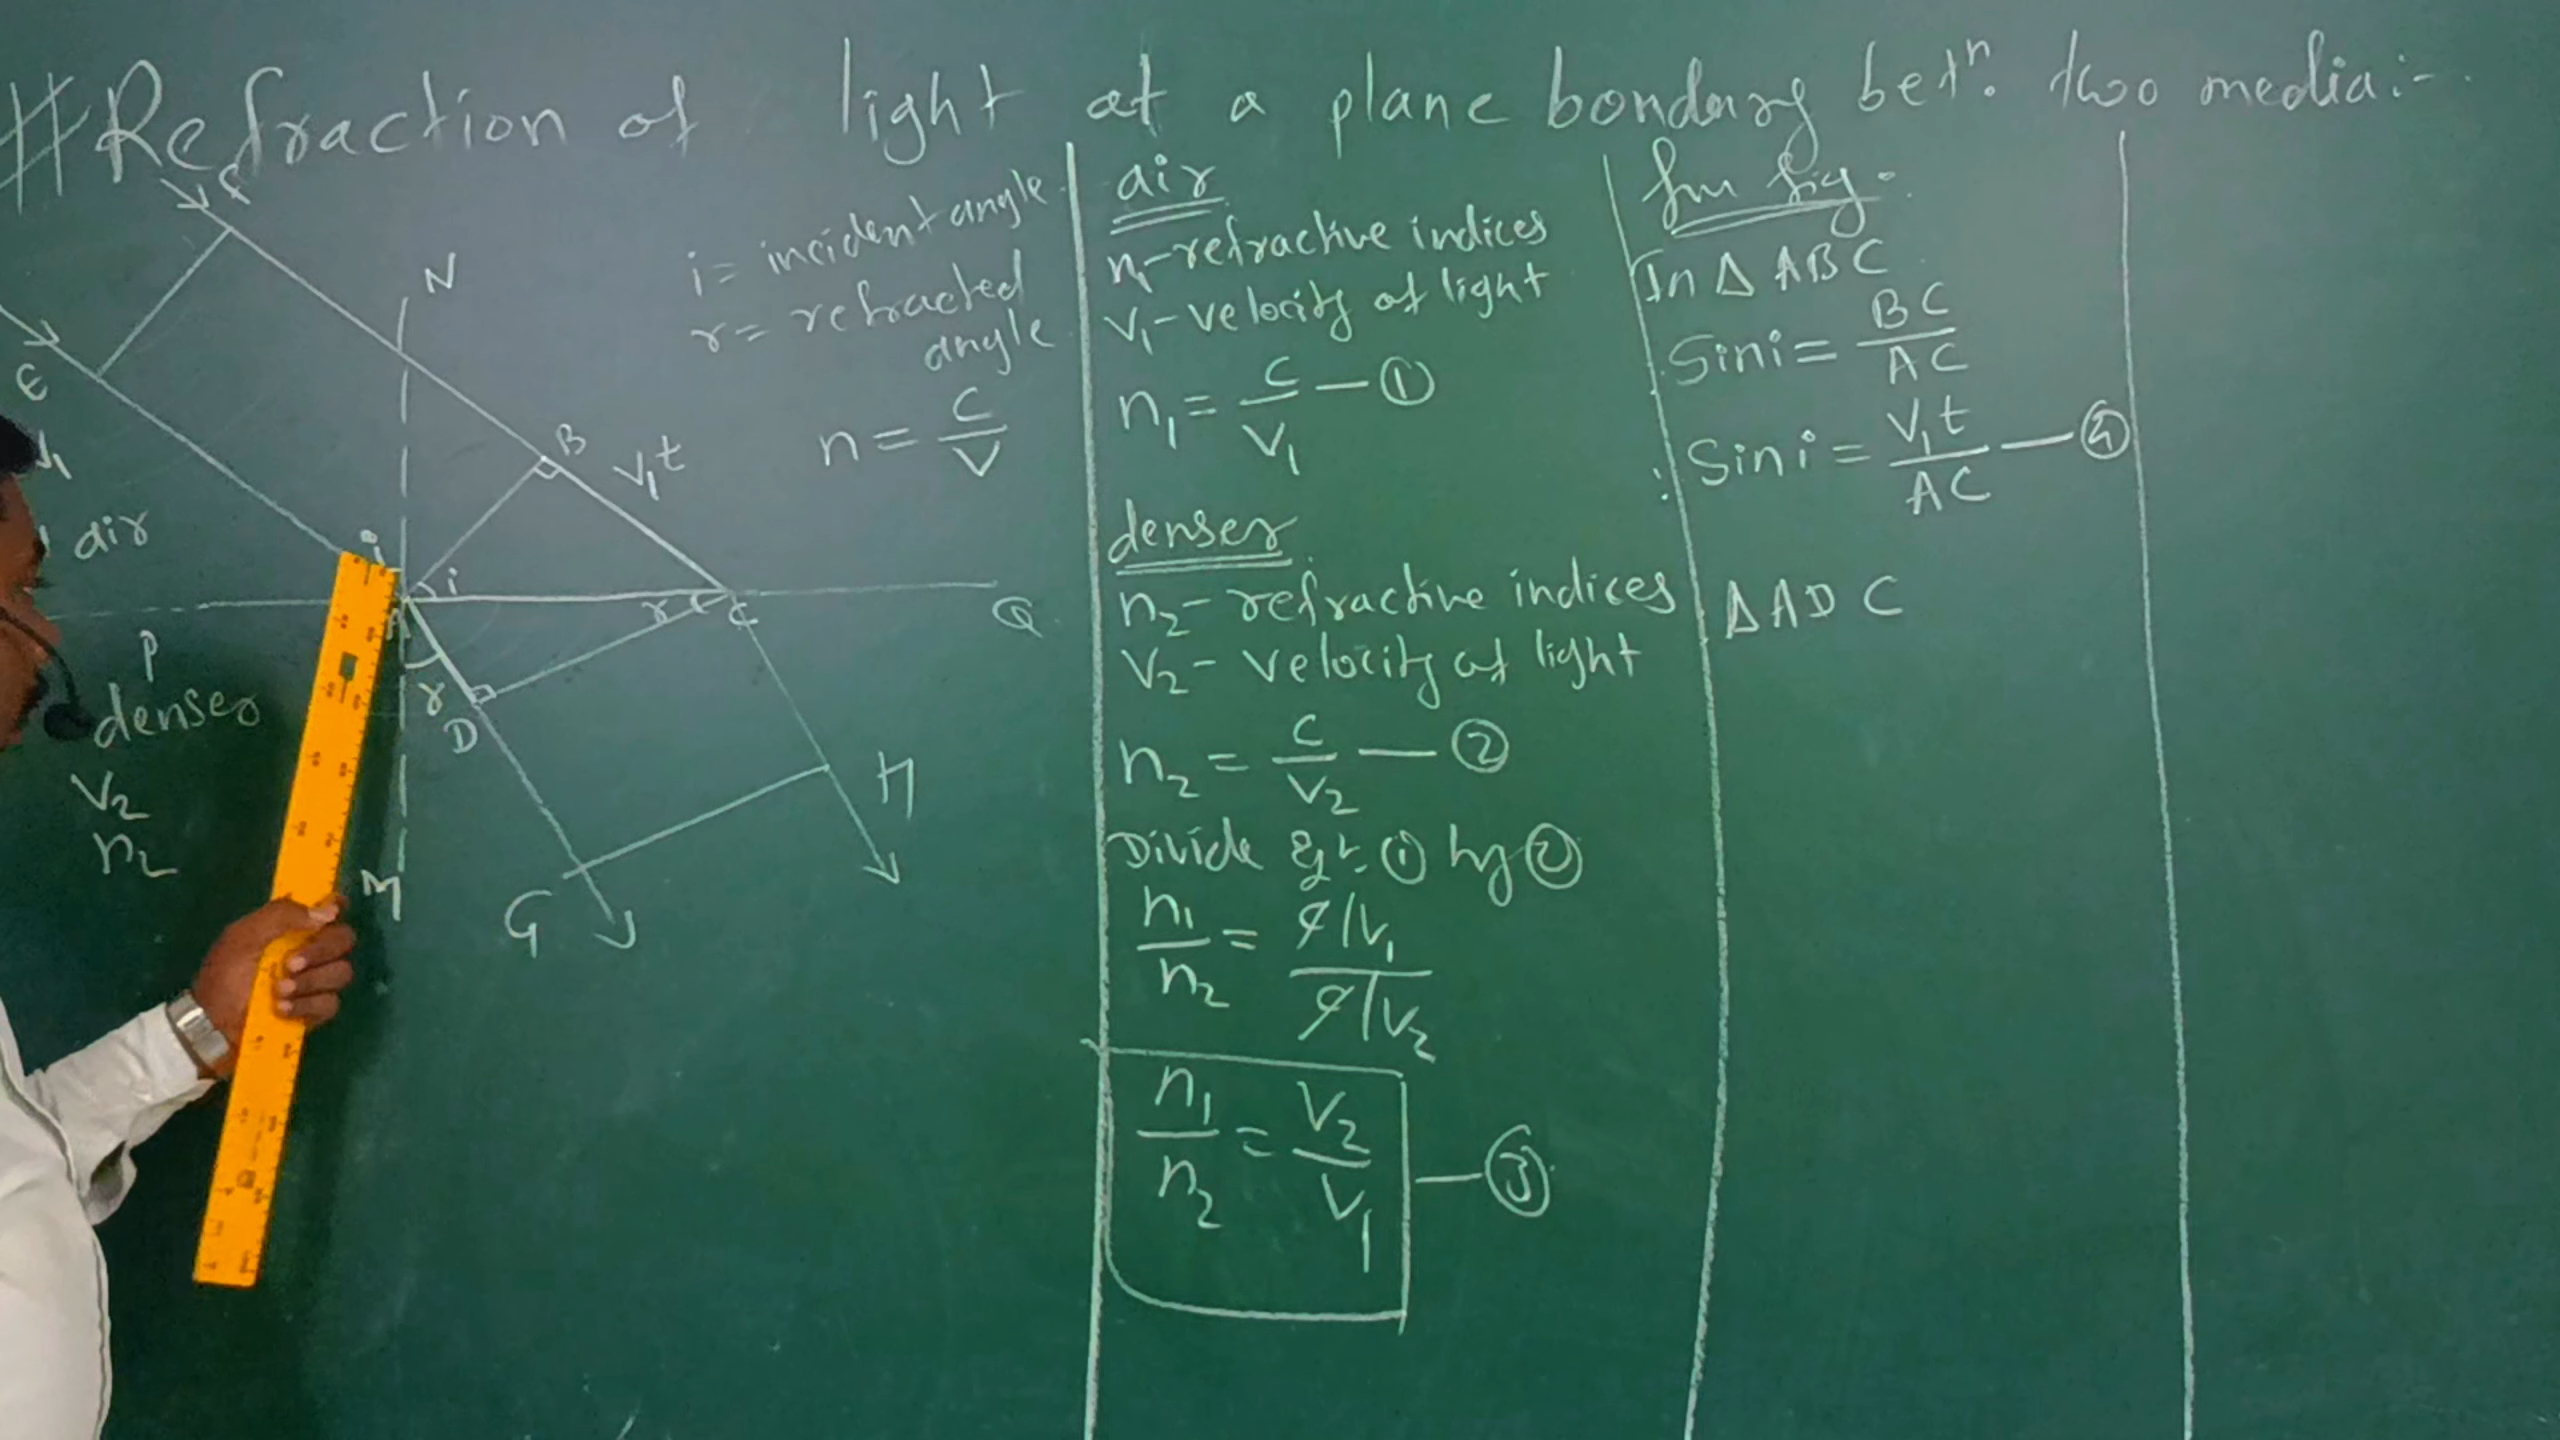 #Refraction of light at a plane bondary betn. two media:-
F
N
E
V1
air
i
B
V1t
i
A
r
C
Q
P
denser
V2
n2
r
D
M
G
H
i= incident angle
r= refracted
angle
n = C/V
air
n1-refractive indices
V1-velocity of light
n1 = C/V1 — ①
denser
n2- refractive indices
V2- velocity of light
n2 = C/V2 — ②
Divide Eqn. ① by ②
n1/n2 = C/V1 / C/V2
n1/n2 = V2/V1 — ③
fm fig.
In Δ ABC
Sini = BC/AC
∴ Sini = V1t/AC — ④
Δ ADC